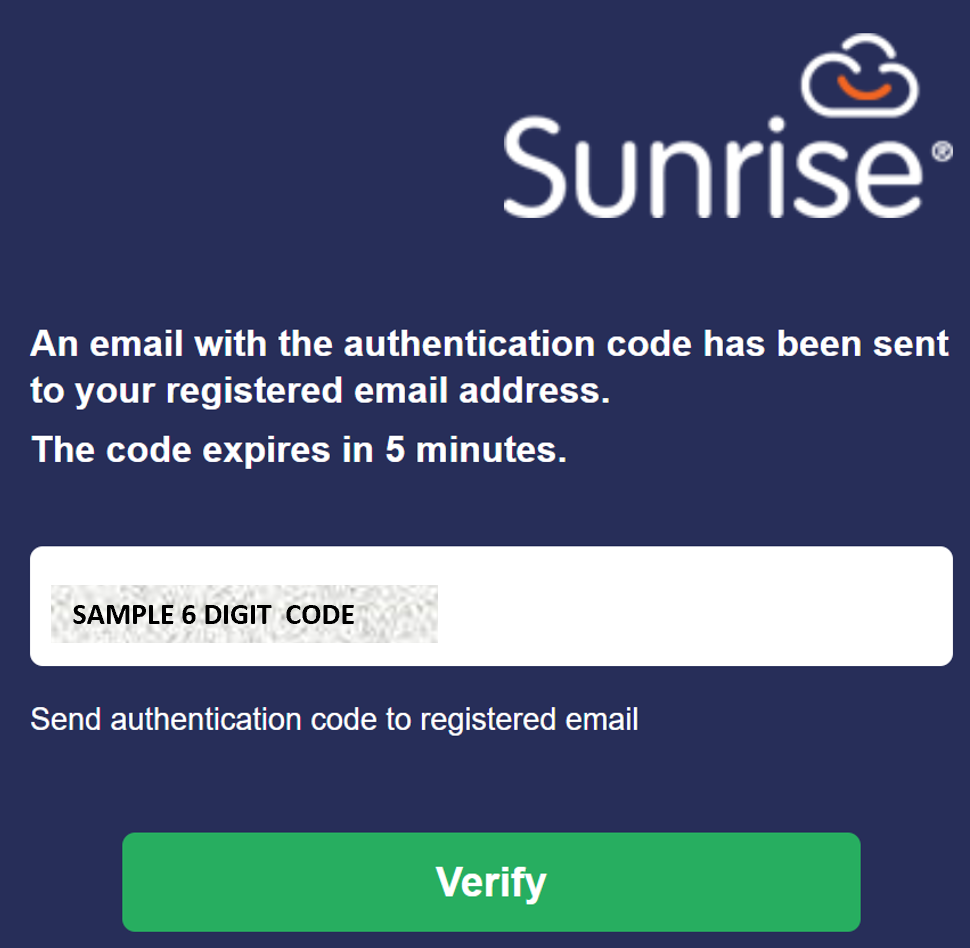 Sunrise®
An email with the authentication code has been sent
to your registered email address.
The code expires in 5 minutes.
SAMPLE 6 DIGIT CODE
Send authentication code to registered email
Verify